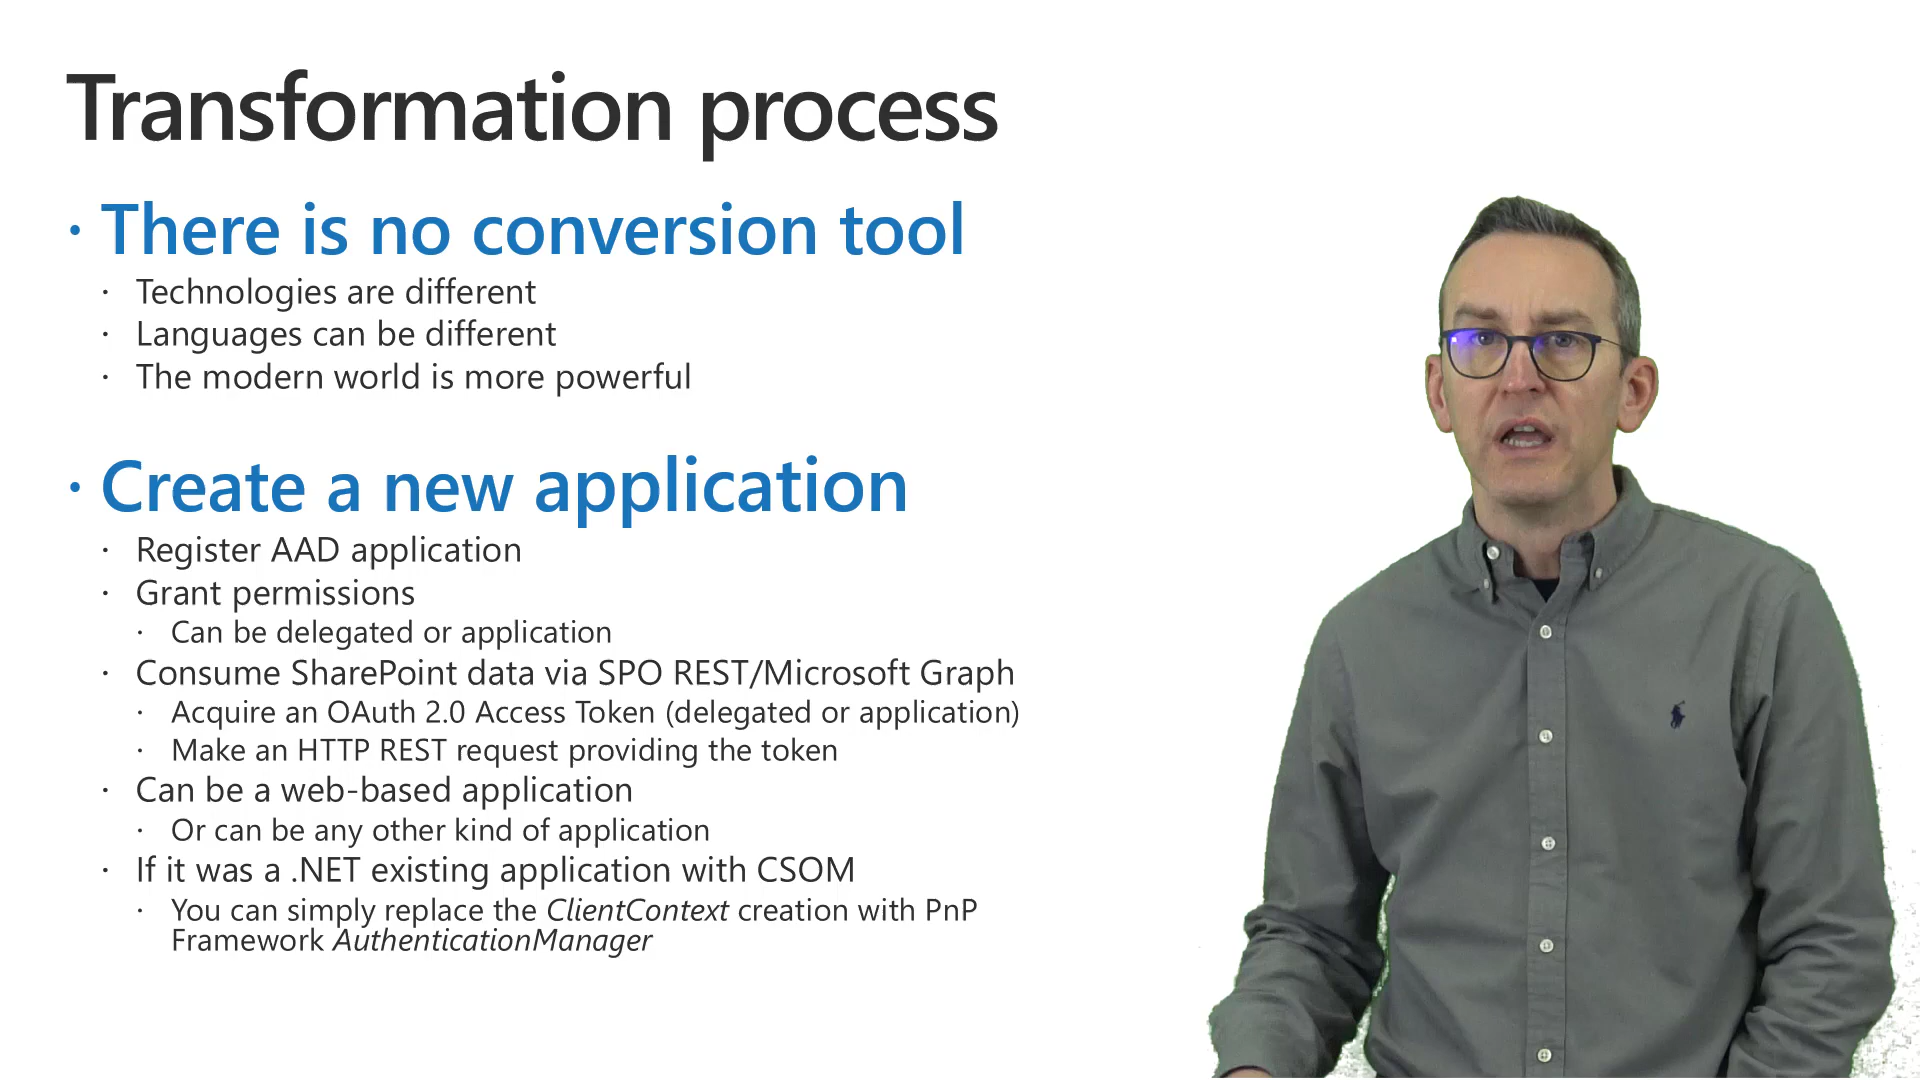 Transformation process
· There is no conversion tool
· Technologies are different
· Languages can be different
· The modern world is more powerful
· Create a new application
· Register AAD application
· Grant permissions
· Can be delegated or application
· Consume SharePoint data via SPO REST/Microsoft Graph
· Acquire an OAuth 2.0 Access Token (delegated or application)
· Make an HTTP REST request providing the token
· Can be a web-based application
· Or can be any other kind of application
· If it was a .NET existing application with CSOM
· You can simply replace the ClientContext creation with PnP
Framework AuthenticationManager